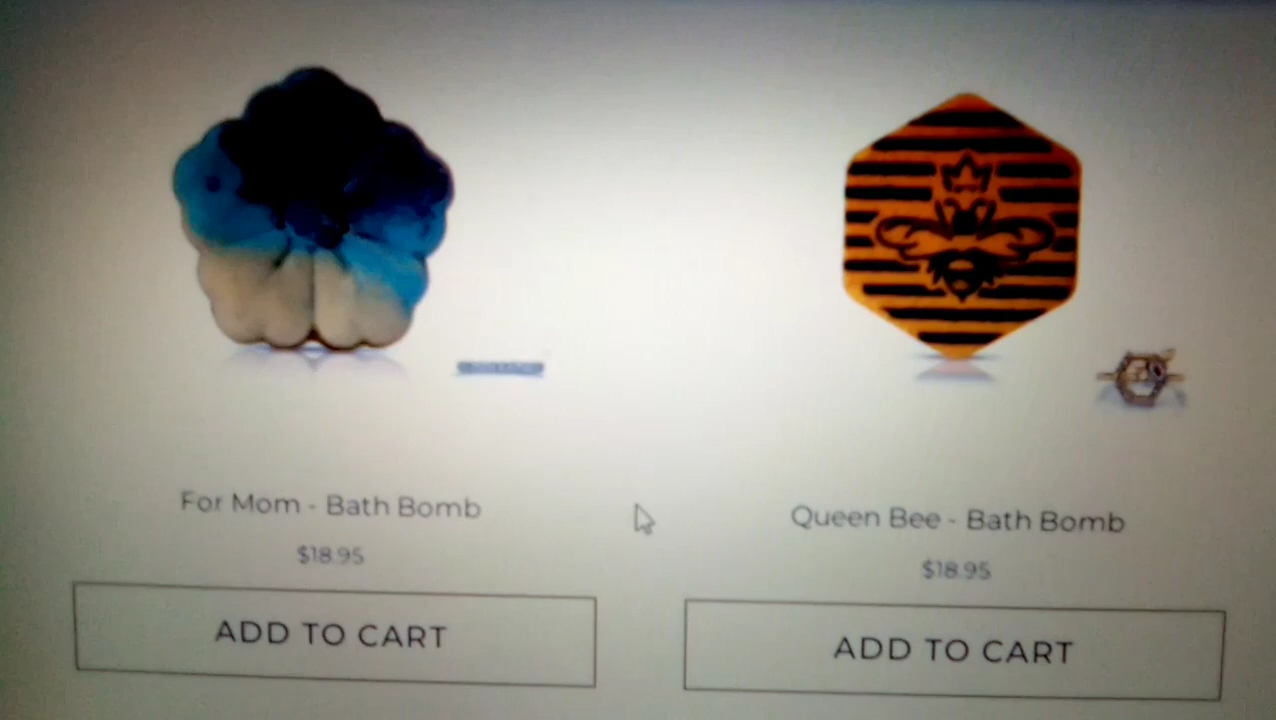 For Mom - Bath Bomb
$18.95
ADD TO CART
Queen Bee - Bath Bomb
$18.95
ADD TO CART